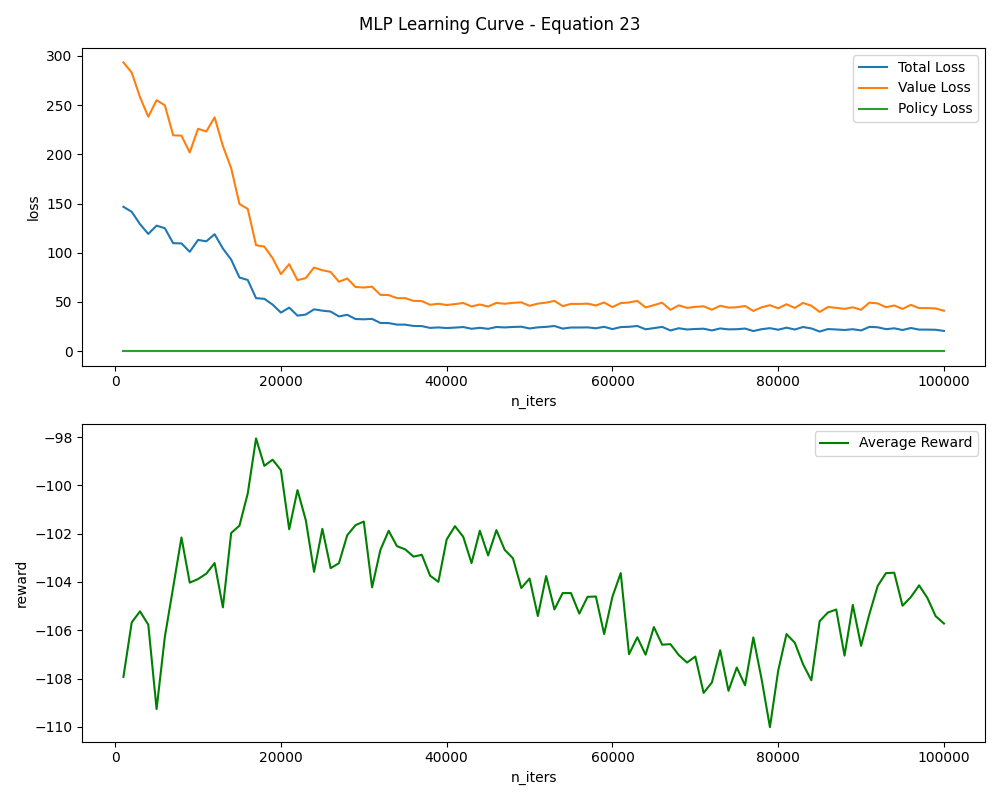 MLP Learning Curve - Equation 23
300
250
200
150
100
50
0
loss
Total Loss
Value Loss
Policy Loss
0 20000 40000 60000 80000 100000
n_iters
−98
−100
−102
−104
−106
−108
−110
reward
Average Reward
0 20000 40000 60000 80000 100000
n_iters